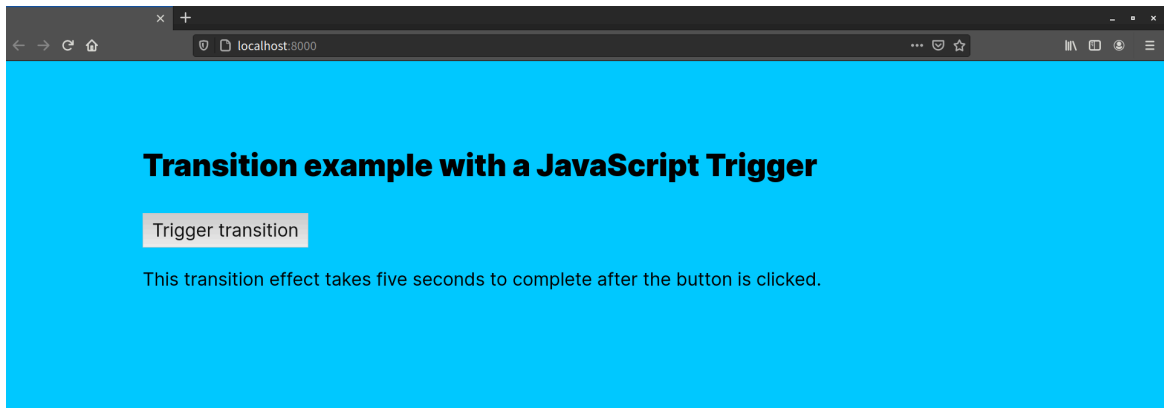 localhost:8000
Transition example with a JavaScript Trigger
Trigger transition
This transition effect takes five seconds to complete after the button is clicked.